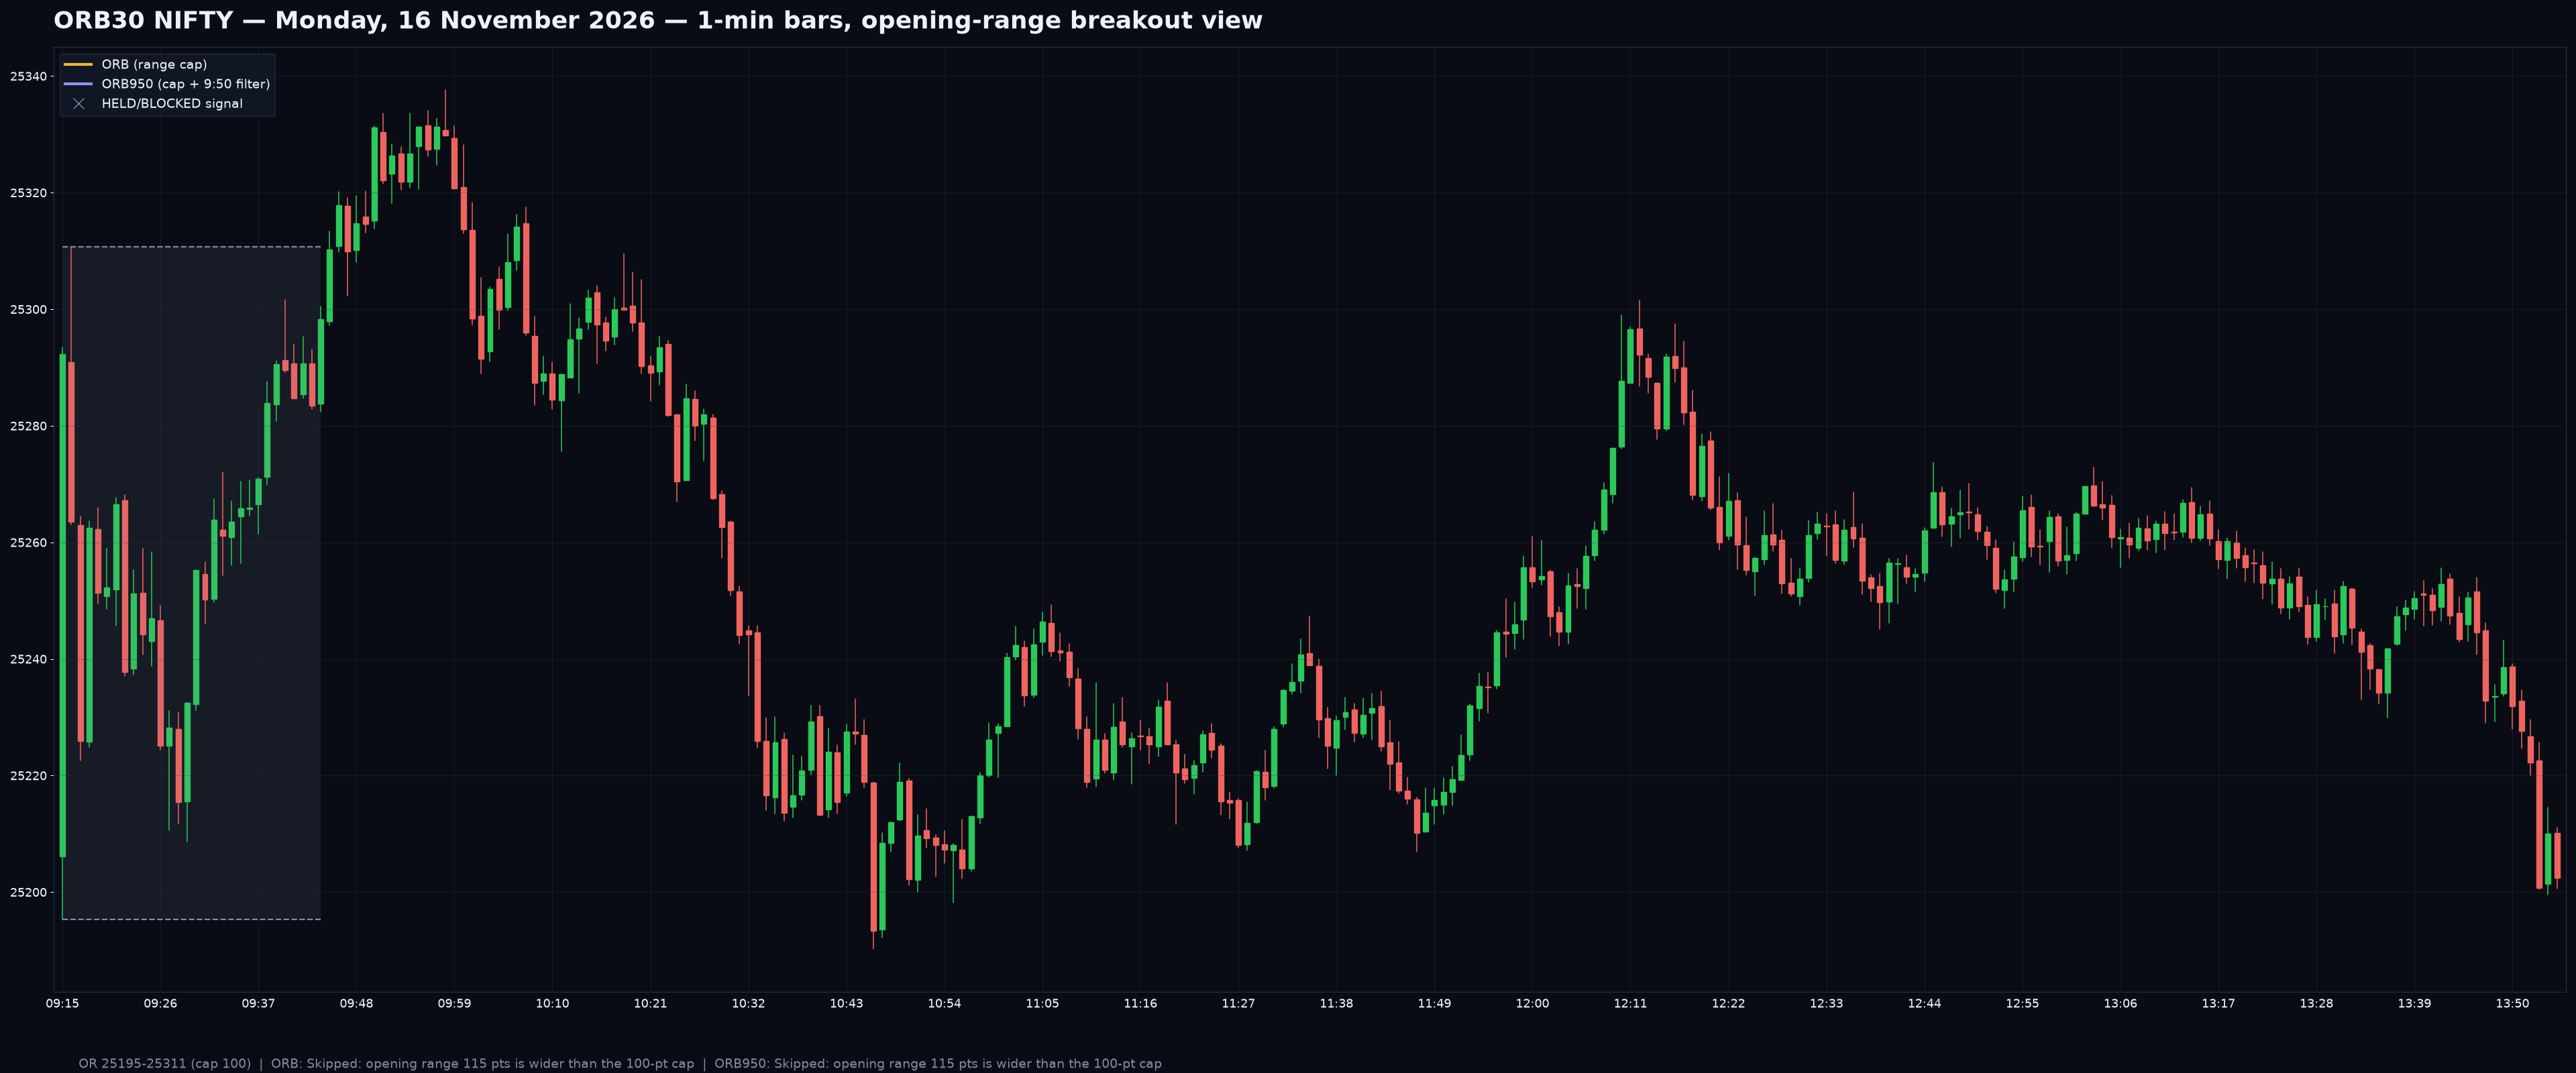 ORB30 NIFTY — Monday, 16 November 2026 — 1-min bars, opening-range breakout view
ORB (range cap)
ORB950 (cap + 9:50 filter)
HELD/BLOCKED signal
25340
25320
25300
25280
25260
25240
25220
25200
09:15 09:26 09:37 09:48 09:59 10:10 10:21 10:32 10:43 10:54 11:05 11:16 11:27 11:38 11:49 12:00 12:11 12:22 12:33 12:44 12:55 13:06 13:17 13:28 13:39 13:50
OR 25195-25311 (cap 100) | ORB: Skipped: opening range 115 pts is wider than the 100-pt cap | ORB950: Skipped: opening range 115 pts is wider than the 100-pt cap